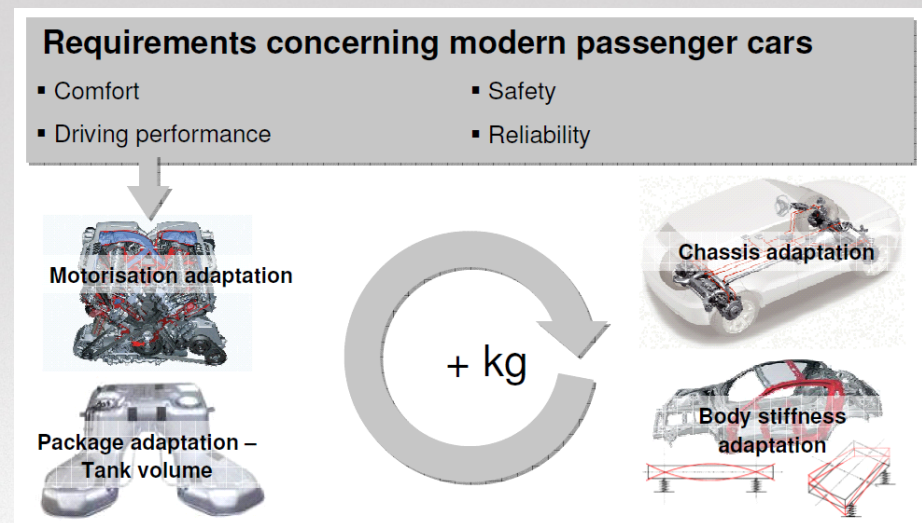 Requirements concerning modern passenger cars
▪ Comfort
▪ Safety
▪ Driving performance
▪ Reliability
Motorisation adaptation
Chassis adaptation
+ kg
Body stiffness
adaptation
Package adaptation –
Tank volume